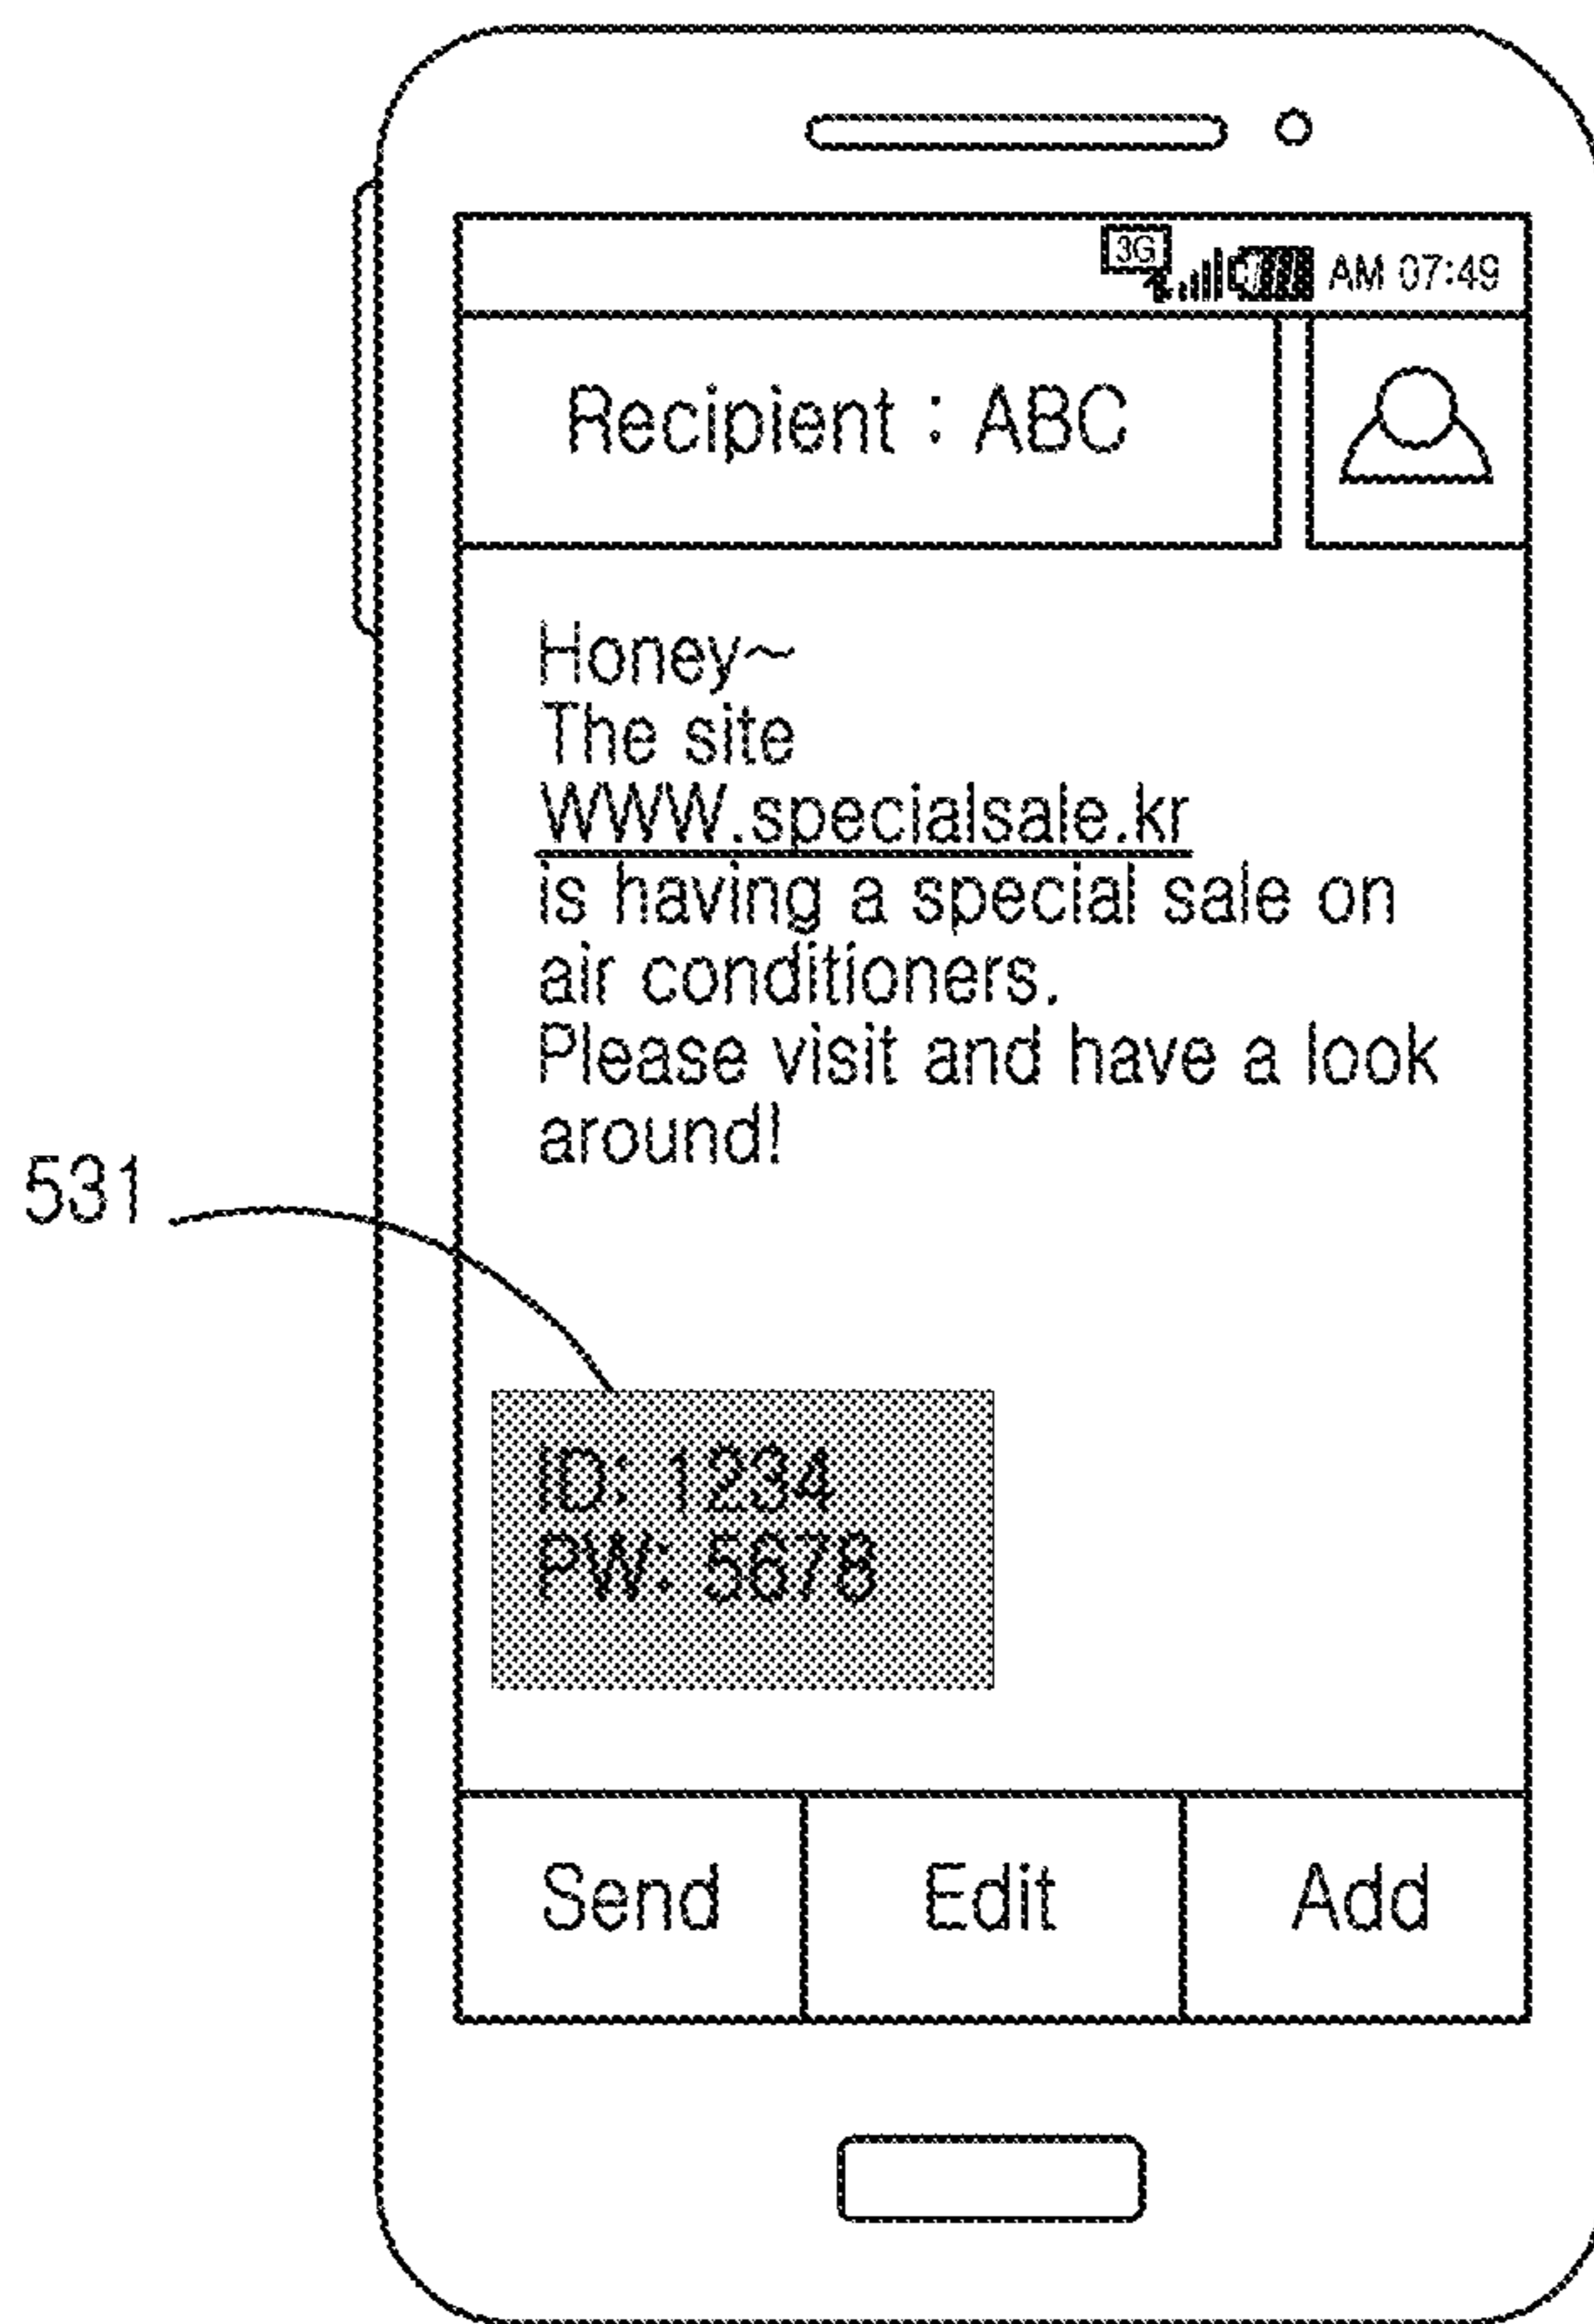 3G AM 07:49
Recipient : ABC
Honey~
The site
WWW.specialsale.kr
is having a special sale on
air conditioners.
Please visit and have a look
around!
531
ID: 1234
PW: 5678
Send Edit Add